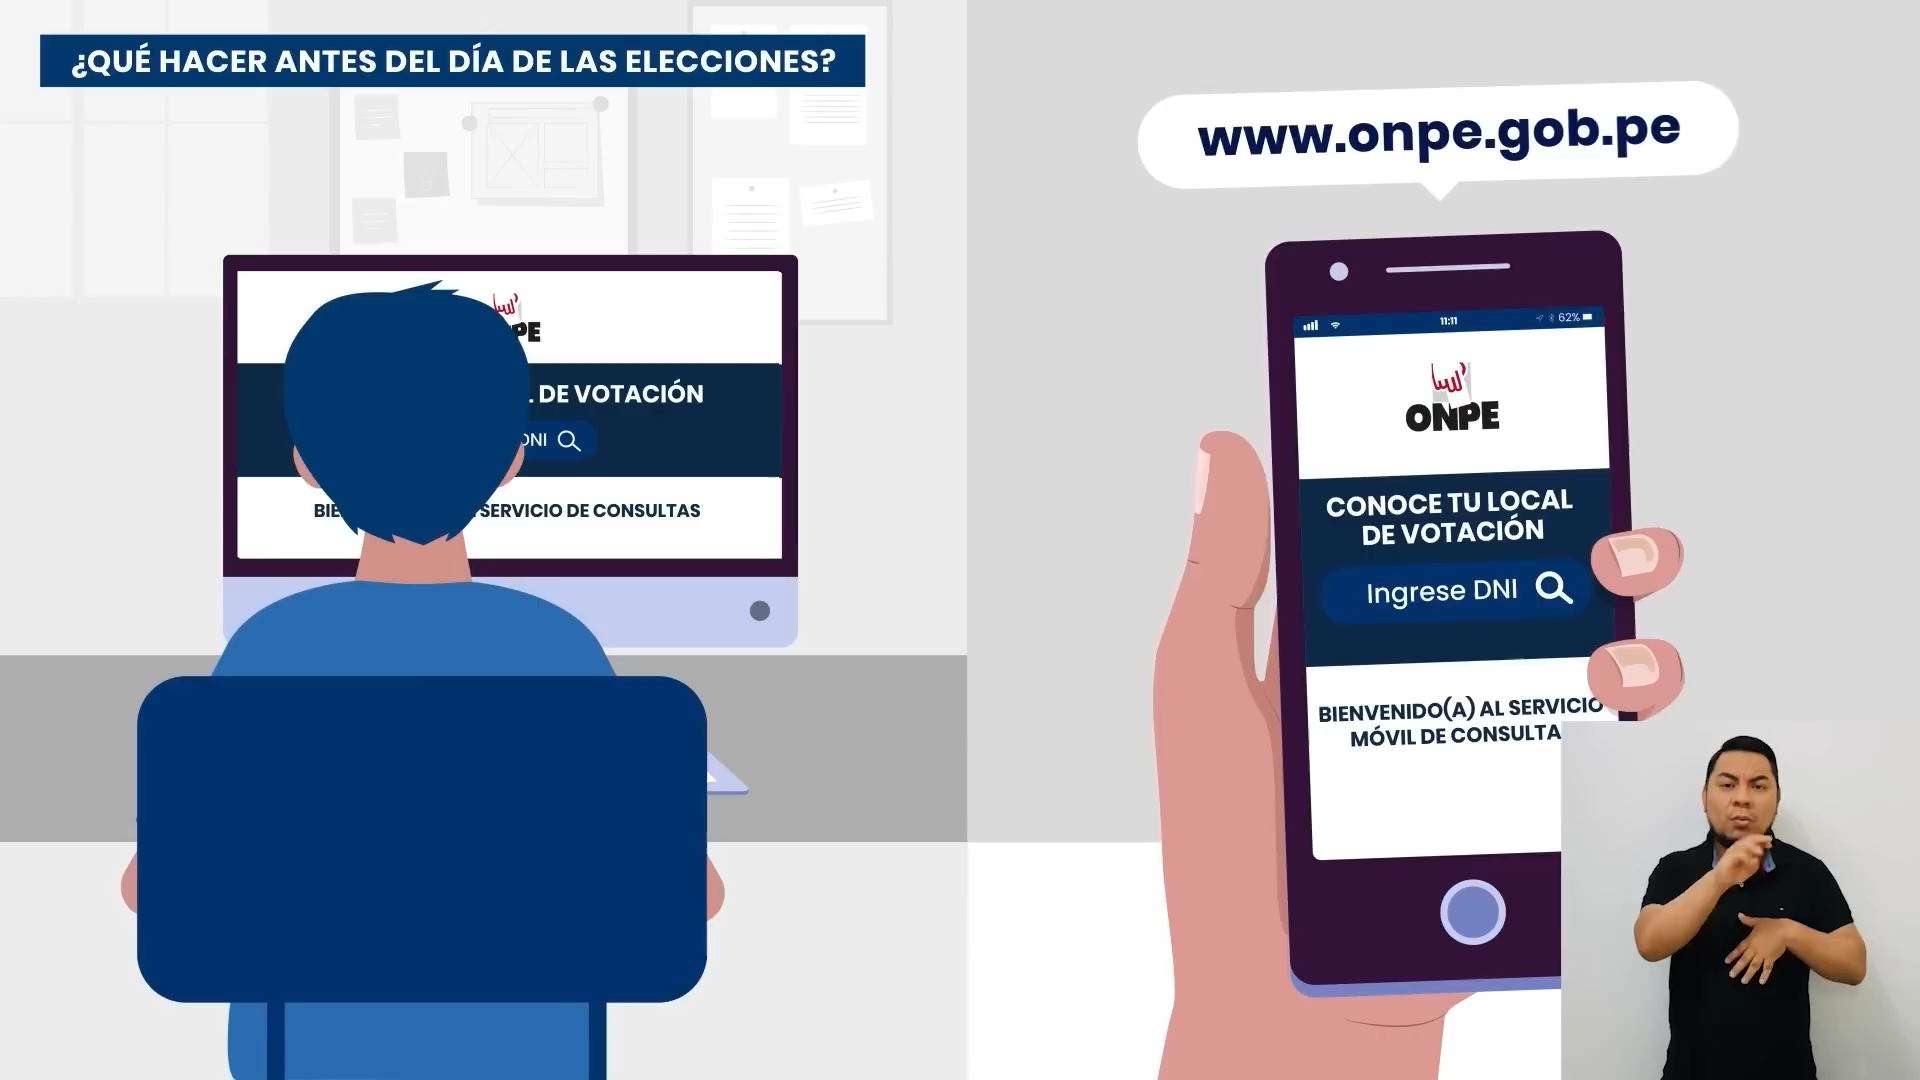 ¿QUÉ HACER ANTES DEL DÍA DE LAS ELECCIONES?
www.onpe.gob.pe
DE VOTACIÓN
DNI
SERVICIO DE CONSULTAS
11:11
62%
ONPE
CONOCE TU LOCAL
DE VOTACIÓN
Ingrese DNI
BIENVENIDO(A) AL SERVICIO
MÓVIL DE CONSULTA